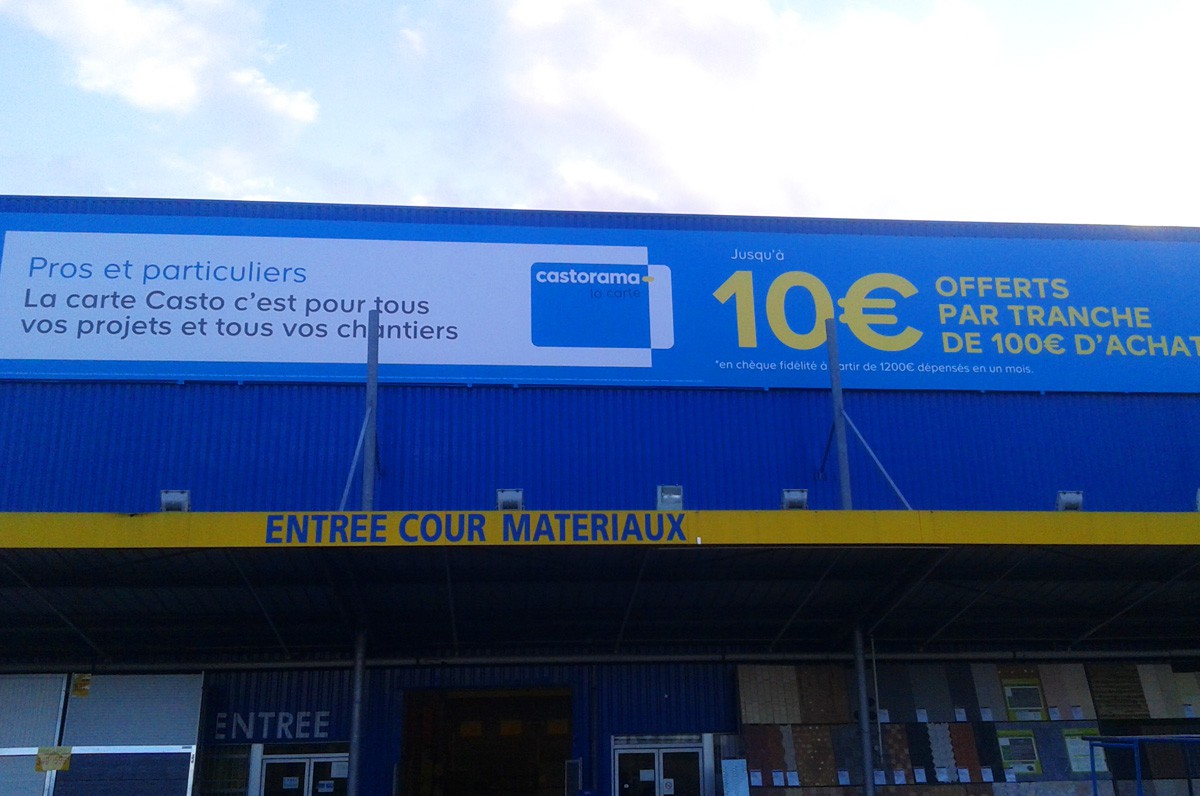 Pros et particuliers
La carte Casto c'est pour tous
vos projets et tous vos chantiers
castorama
la carte
Jusqu'à
10€
OFFERTS
PAR TRANCHE
DE 100€ D'ACHAT
*en chèque fidélité à partir de 1200€ dépensés en un mois.
ENTREE COUR MATERIAUX
ENTREE